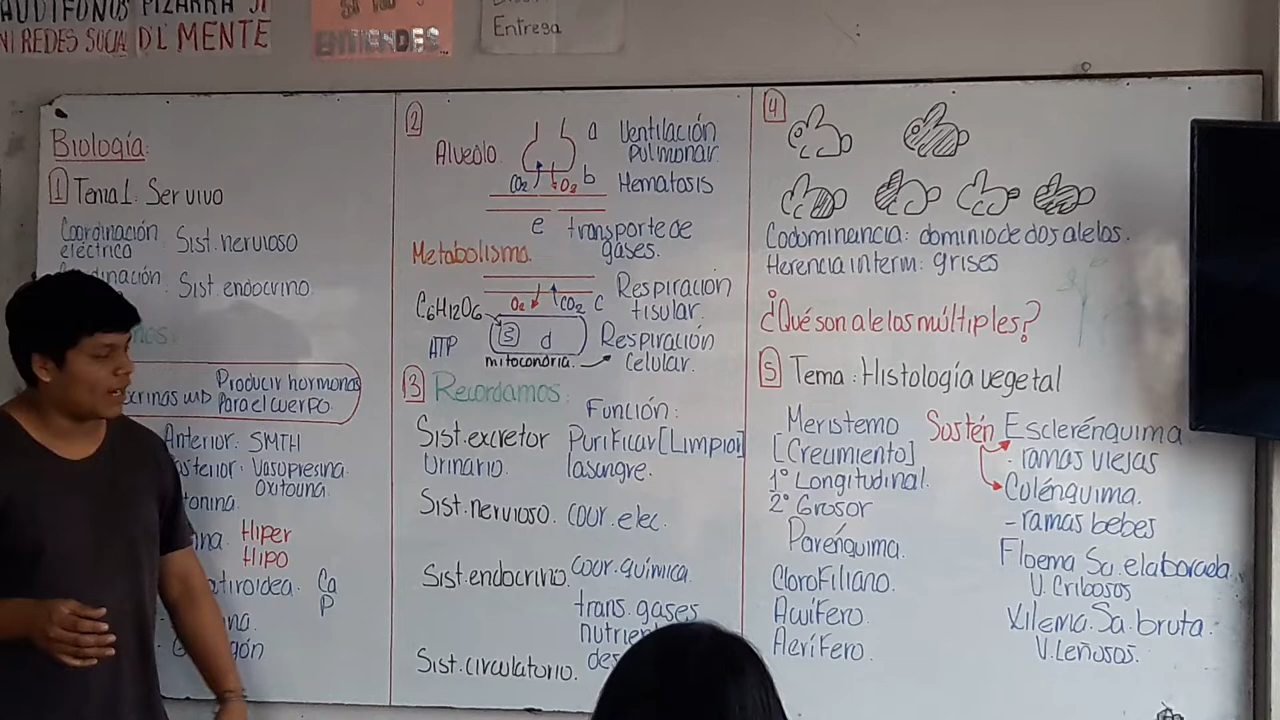 AUDÍFONOS PIZARRA SI
NI REDES SOCIA D'L MENTE
ENTIENDES...
Entrega
Biología:
1 Tema 1: Ser vivo
Coordinación Sist. nervioso
eléctrica
Sist. endocrino.
Producir hormonas
Para el cuerpo.
Anterior: SMTH
Vasopresina
Oxitocina.
Hiper
Hipo
Ca
P
2
Alveolo
CO2 O2
a Ventilación
pulmonar.
b Hematosis
e transporte de
gases.
Metabolismo.
C6H12O6
O2 CO2 c Respiración
tisular.
ATP
3 d Respiración
mitocondria. Celular.
3 Recordamos:
Función:
Sist. excretor Purificar [Limpiar]
Urinario. la sangre.
Sist. nervioso. coor. elec.
Sist. endocrino. coor. química.
trans. gases
Sist. circulatorio.
4
Codominancia: dominio de dos alelos.
Herencia interm: grises
¿Qué son alelos múltiples?
5 Tema: Histología vegetal
Meristemo
[Crecimiento]
1° Longitudinal.
2° Grosor
Parénquima.
Clorofiliano.
Acuífero.
Aerífero.
Sostén Esclerénquima.
- ramas viejas
Colénquima.
- ramas bebes
Floema Sa. elaborada.
V. Cribosos
Xilema. Sa. bruta.
V. Leñosos.